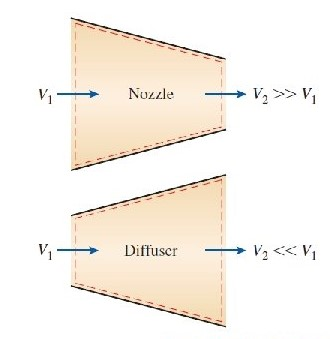 V₁ Nozzle V₂ >> V₁
V₁ Diffuser V₂ << V₁